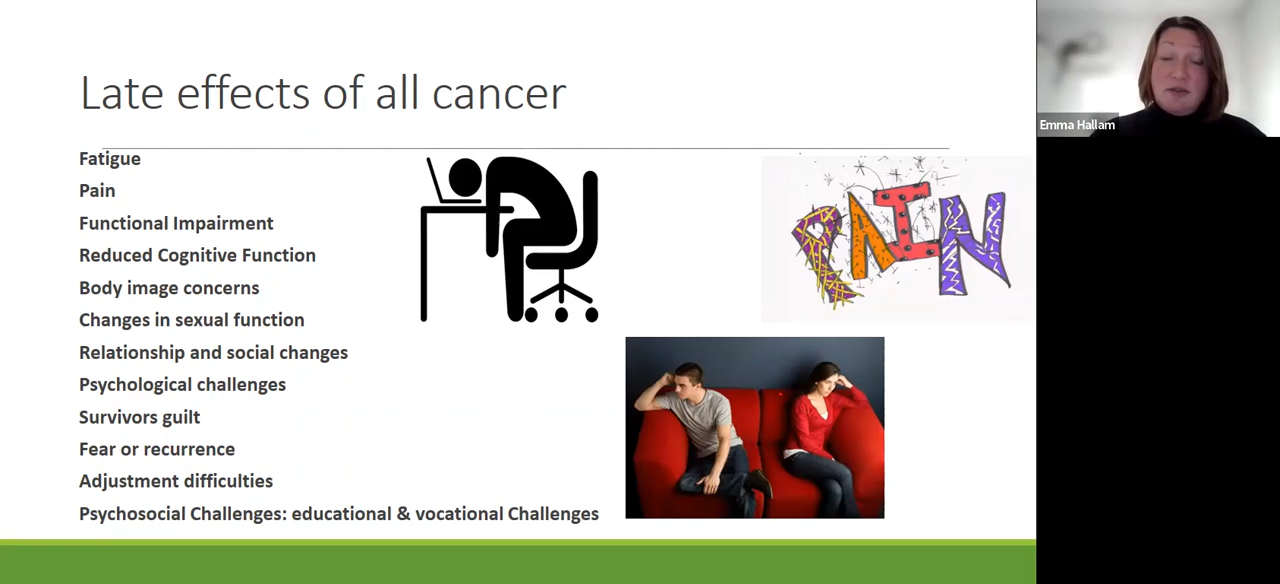 Late effects of all cancer
Fatigue
Pain
Functional Impairment
Reduced Cognitive Function
Body image concerns
Changes in sexual function
Relationship and social changes
Psychological challenges
Survivors guilt
Fear or recurrence
Adjustment difficulties
Psychosocial Challenges: educational & vocational Challenges
PAIN
Emma Hallam